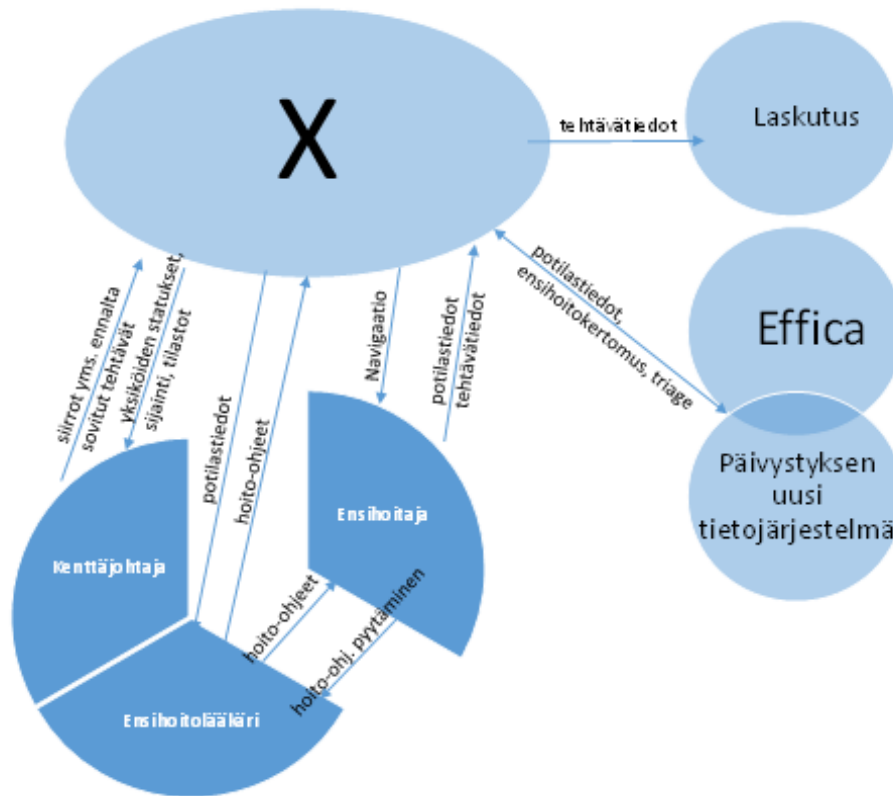 X
tehtävätiedot
Laskutus
siirrot yms. ennalta
sovitut tehtävät
yksiköiden statukset,
sijainti, tilastot
potilastiedot
hoito-ohjeet
Navigaatio
potilastiedot
tehtävätiedot
potilastiedot,
ensihoitokertomus, triage
Effica
Päivystyksen
uusi
tietojärjestelmä
Kenttäjohtaja
Ensihoitaja
hoito-ohjeet
hoito-ohj. pyytäminen
Ensihoitolääkäri